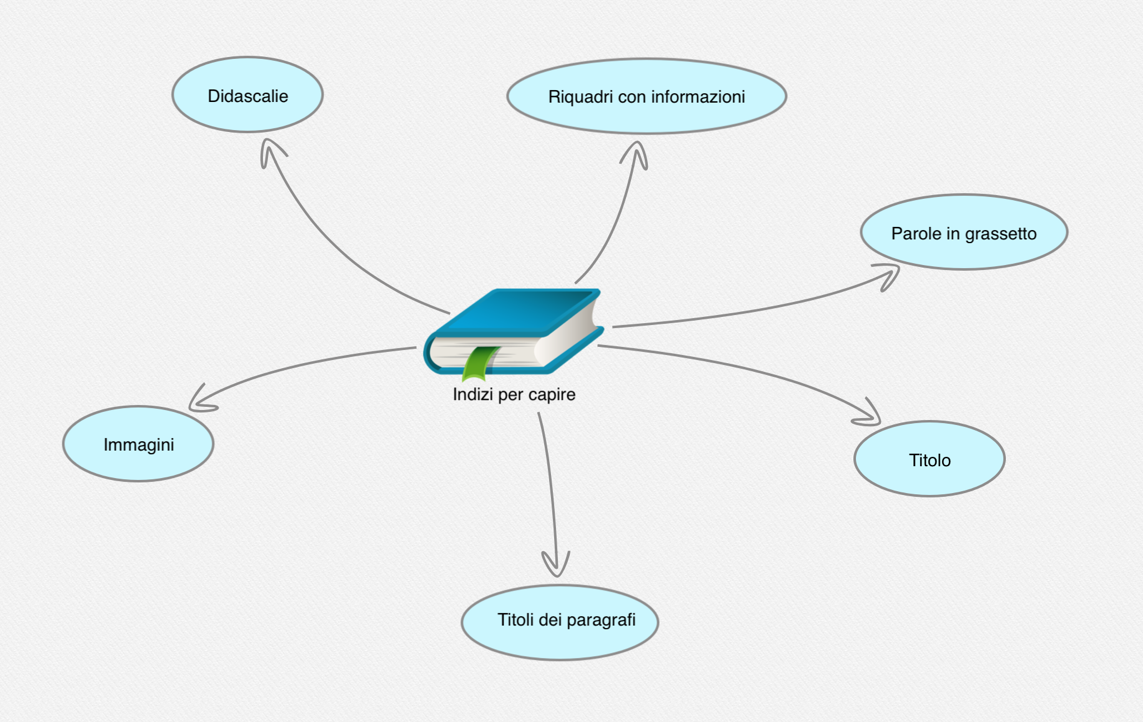 Didascalie
Riquadri con informazioni
Parole in grassetto
Indizi per capire
Immagini
Titolo
Titoli dei paragrafi